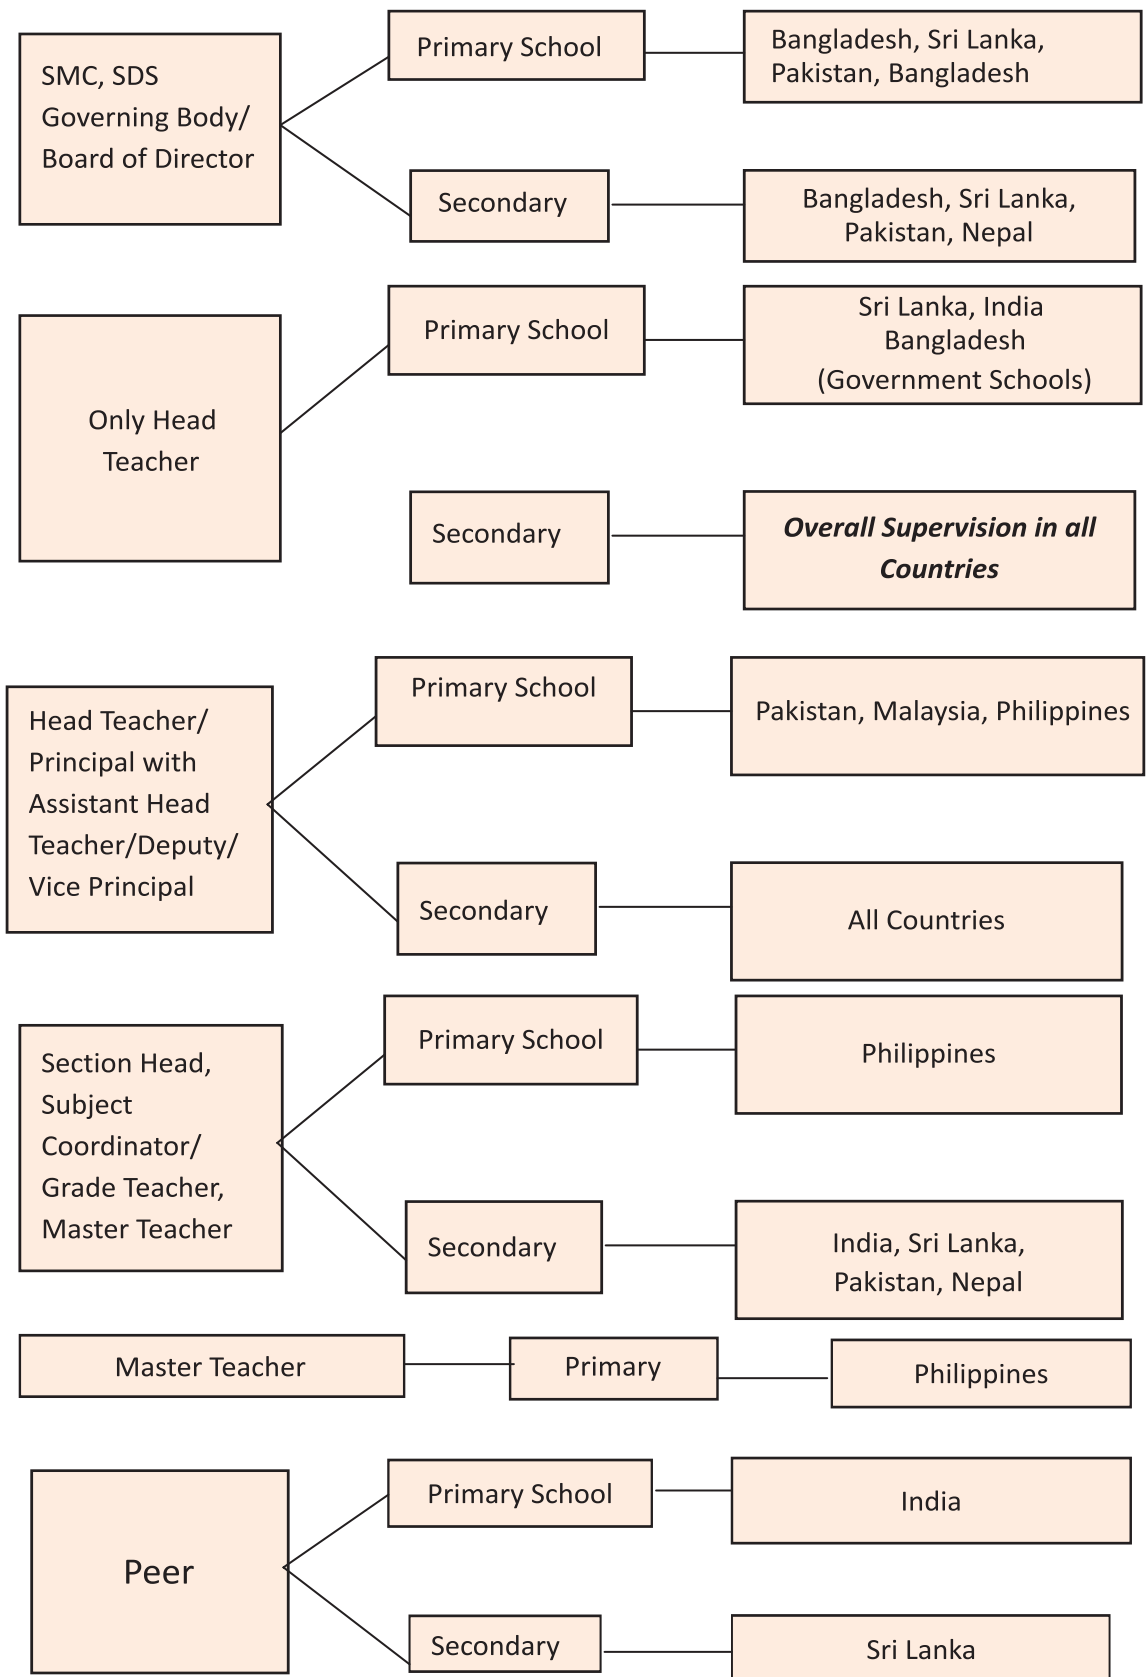 SMC, SDS
Governing Body/
Board of Director
Primary School
Bangladesh, Sri Lanka,
Pakistan, Bangladesh
Secondary
Bangladesh, Sri Lanka,
Pakistan, Nepal
Only Head
Teacher
Primary School
Sri Lanka, India
Bangladesh
(Government Schools)
Secondary
Overall Supervision in all
Countries
Head Teacher/
Principal with
Assistant Head
Teacher/Deputy/
Vice Principal
Primary School
Pakistan, Malaysia, Philippines
Secondary
All Countries
Section Head,
Subject
Coordinator/
Grade Teacher,
Master Teacher
Primary School
Philippines
Secondary
India, Sri Lanka,
Pakistan, Nepal
Master Teacher
Primary
Philippines
Peer
Primary School
India
Secondary
Sri Lanka